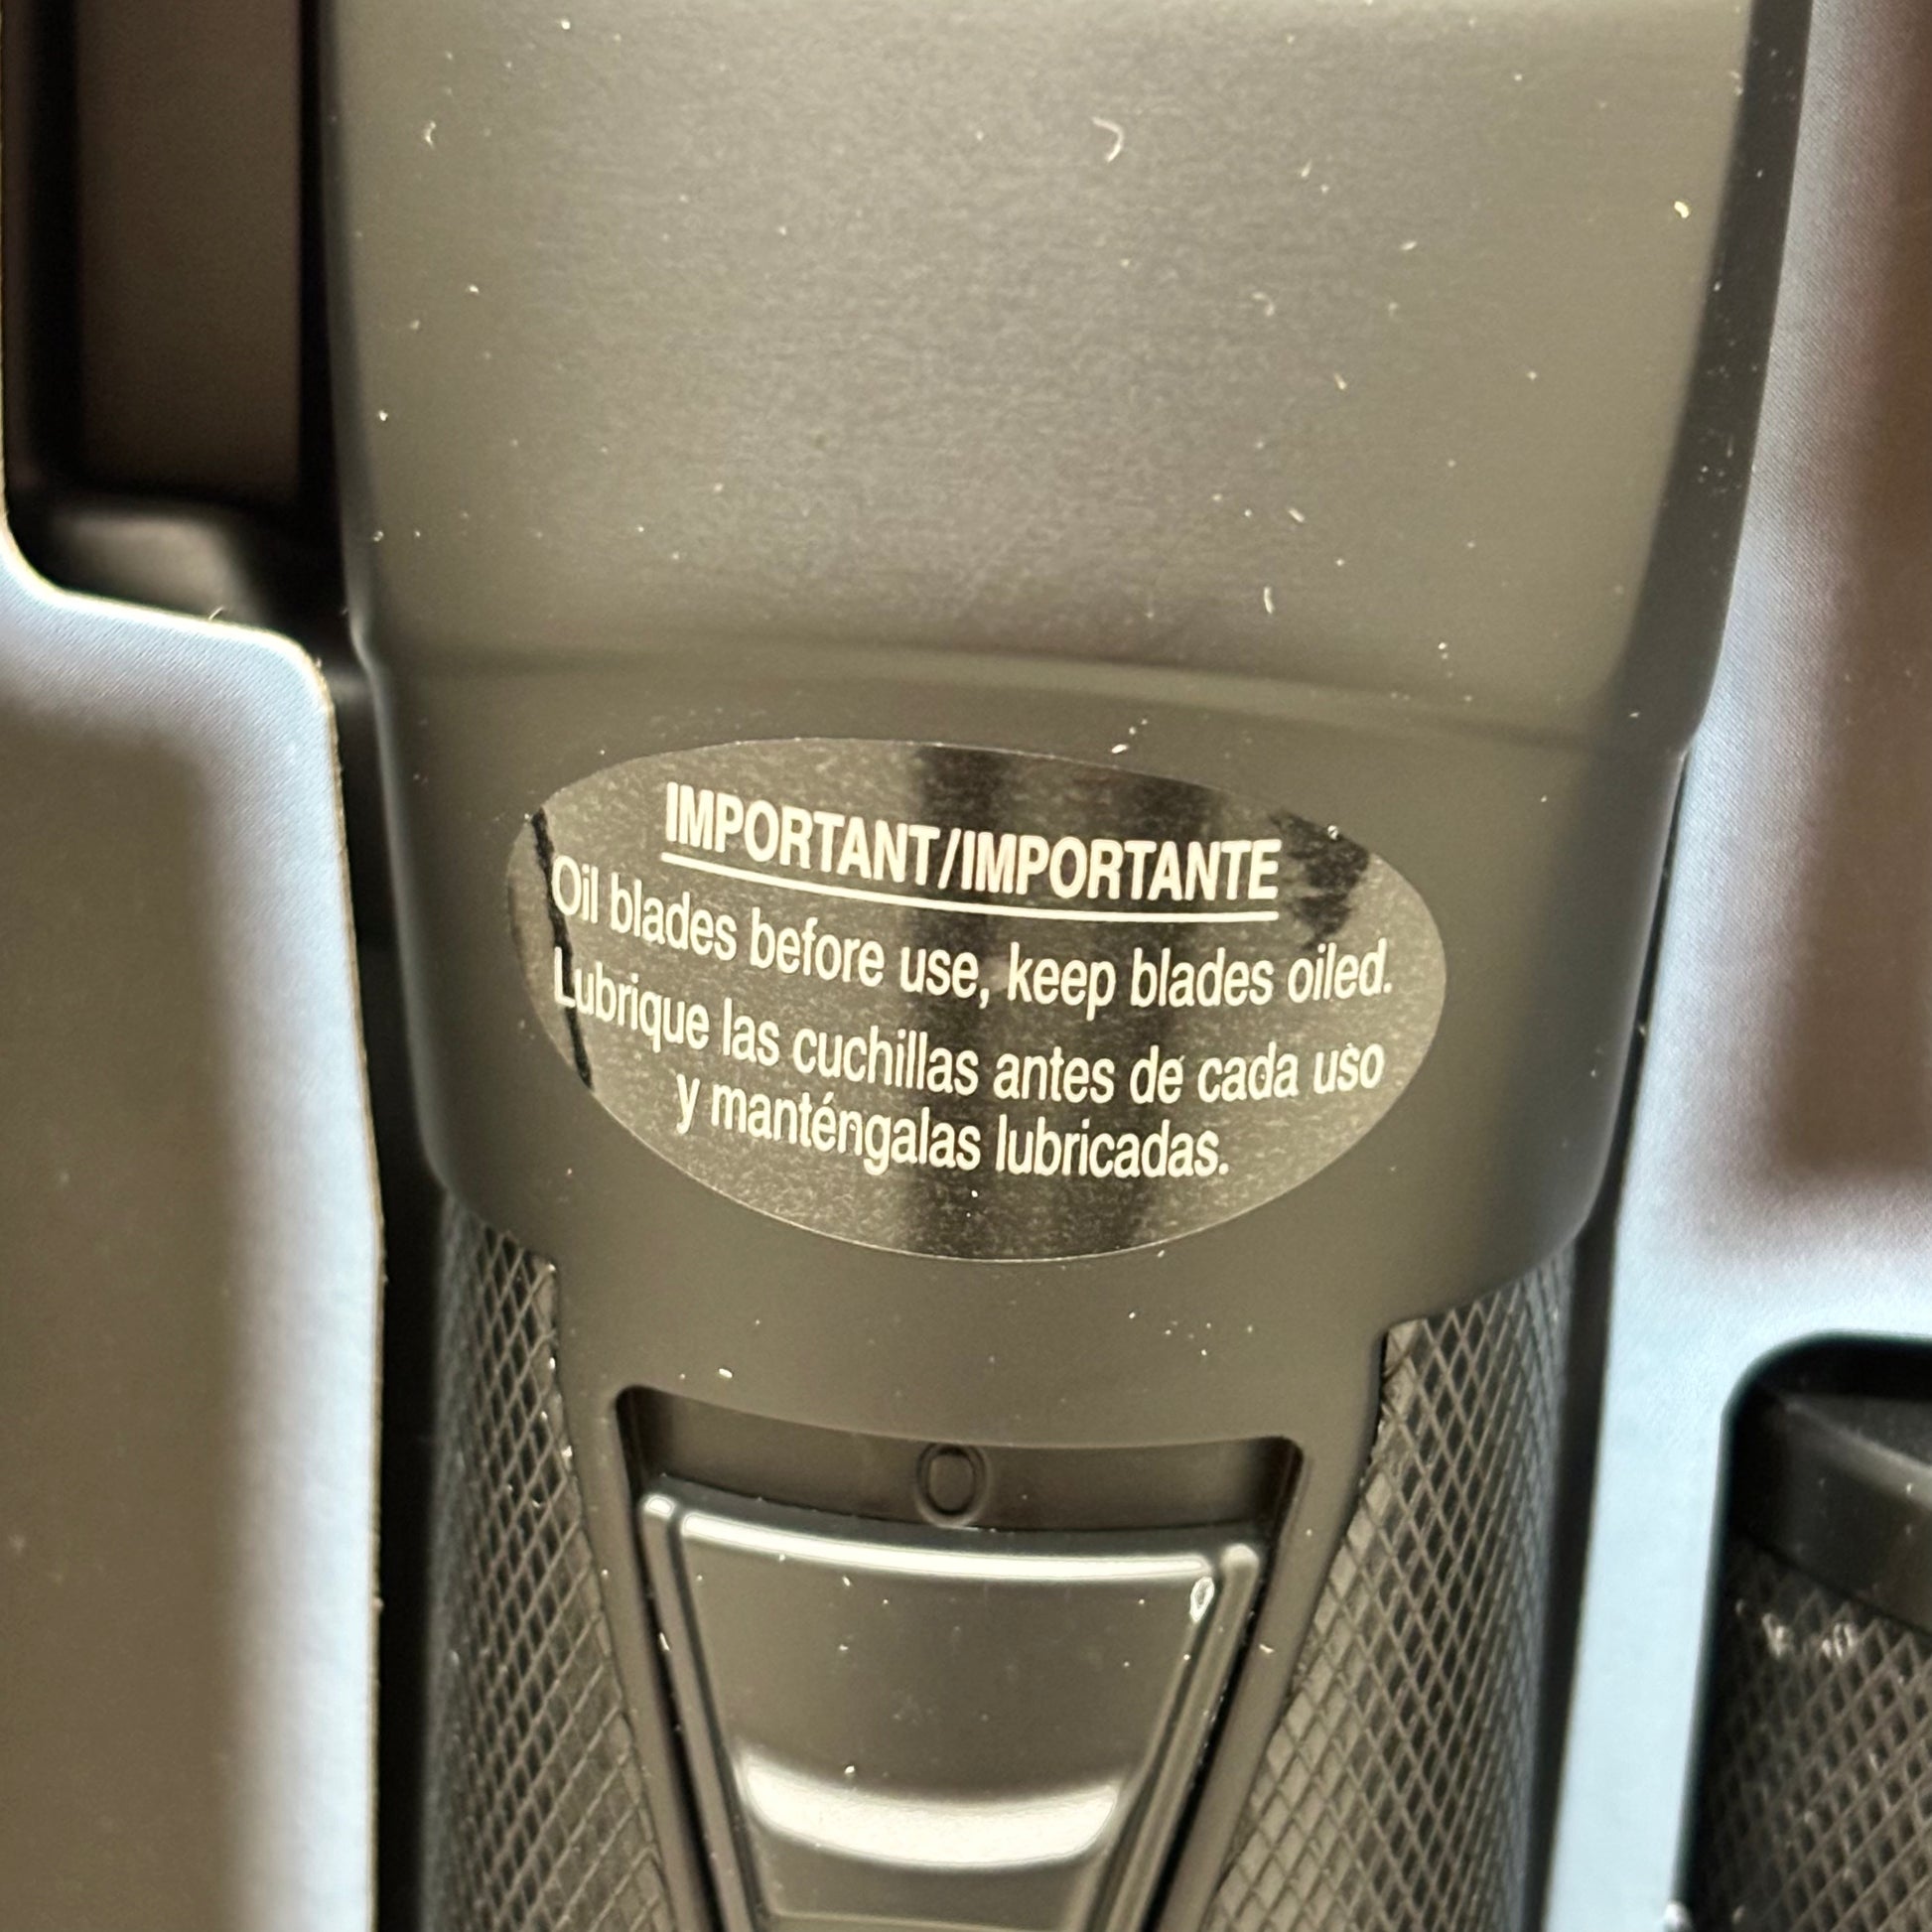 IMPORTANT/IMPORTANTE
Oil blades before use, keep blades oiled.
Lubrique las cuchillas antes de cada uso
y manténgalas lubricadas.
O